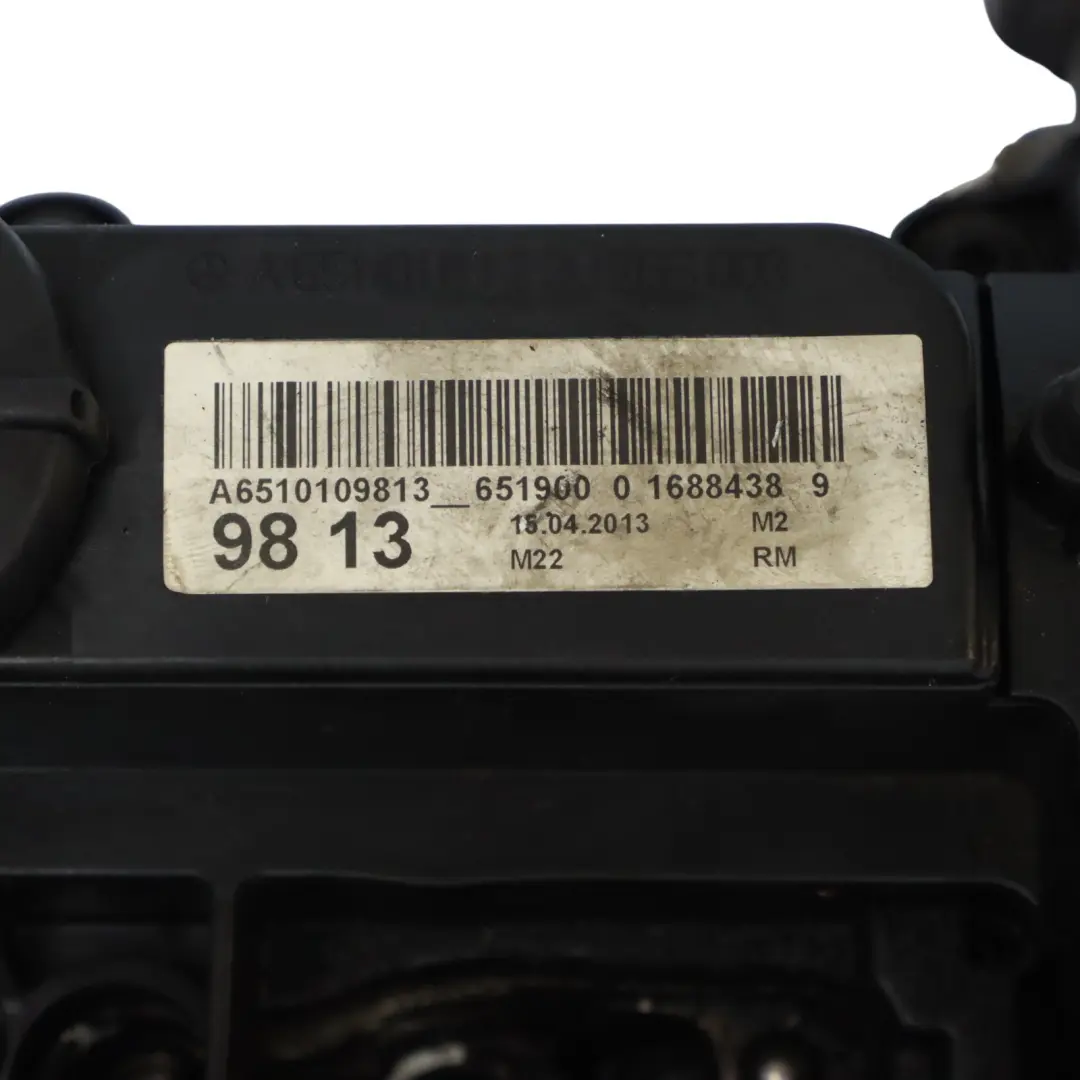 A6510109813__651900 0 1688438 9
98 13
15.04.2013 M2
M22 RM